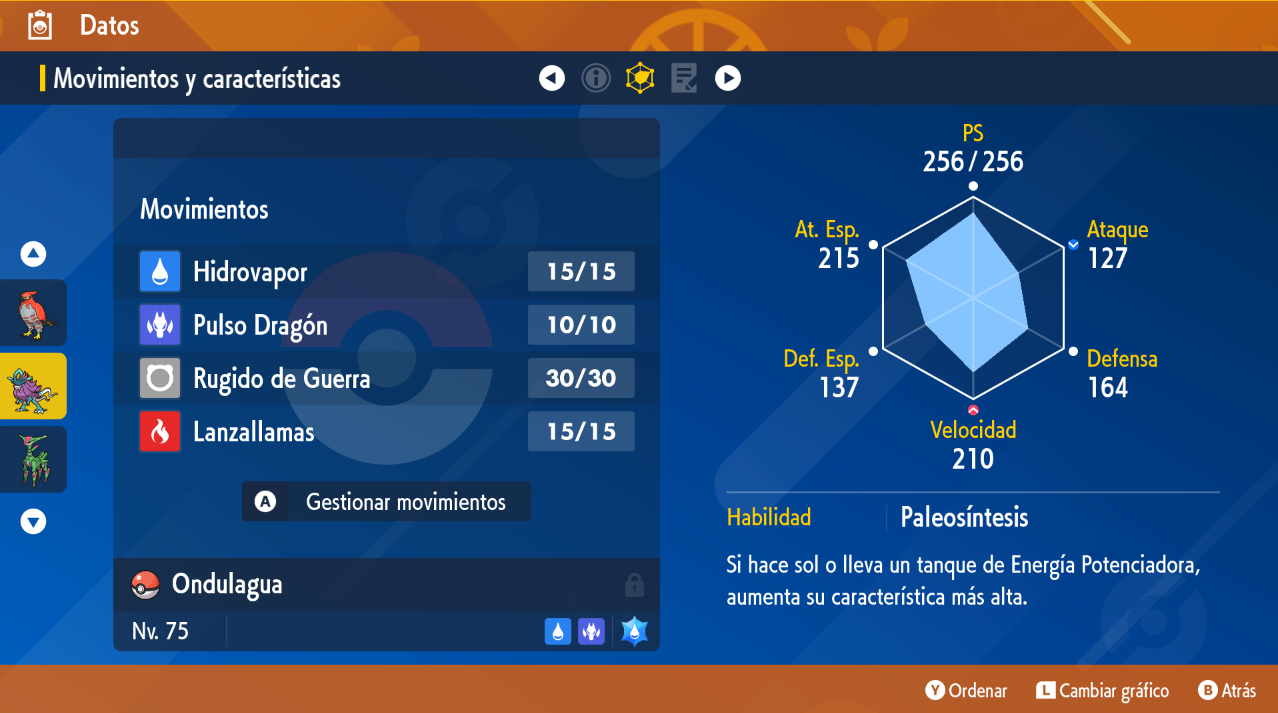 Datos
Movimientos y características
Movimientos
Hidrovapor 15/15
Pulso Dragón 10/10
Rugido de Guerra 30/30
Lanzallamas 15/15
A Gestionar movimientos
Ondulagua
Nv. 75
PS
256 / 256
At. Esp.
215
Ataque
127
Def. Esp.
137
Defensa
164
Velocidad
210
Habilidad Paleosíntesis
Si hace sol o lleva un tanque de Energía Potenciadora,
aumenta su característica más alta.
Y Ordenar L Cambiar gráfico B Atrás